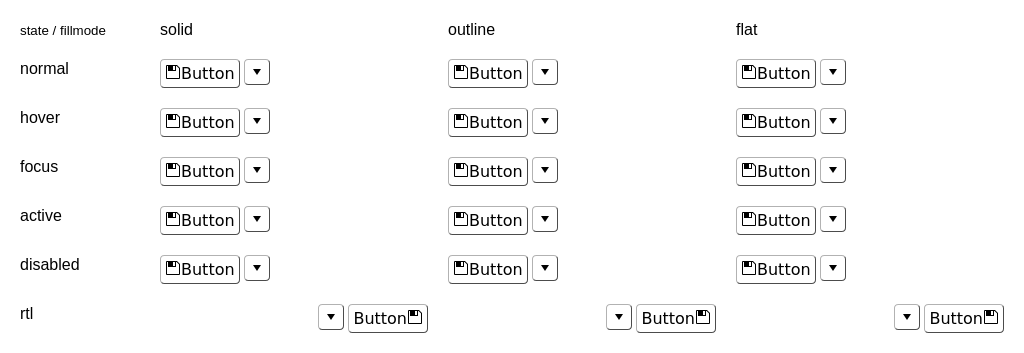 state / fillmode solid outline flat
normal Button Button Button
hover Button Button Button
focus Button Button Button
active Button Button Button
disabled Button Button Button
rtl Button Button Button